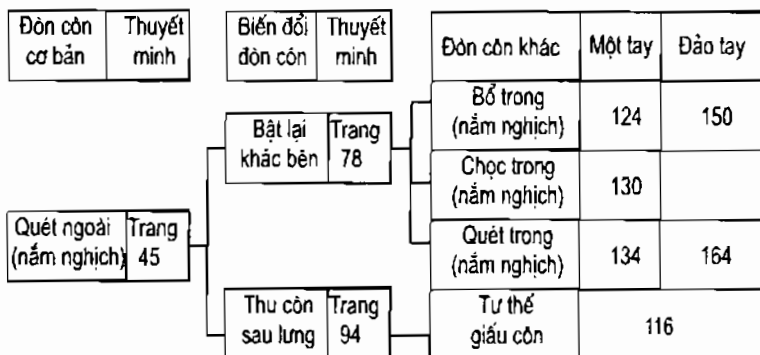 Đòn côn cơ bản
Thuyết minh
Biến đổi đòn côn
Thuyết minh
Đòn côn khác
Một tay
Đảo tay
Quét ngoài (nắm nghịch)
Trang 45
Bật lại khác bên
Trang 78
Bổ trong (nắm nghịch)
124
150
Chọc trong (nắm nghịch)
130
Quét trong (nắm nghịch)
134
164
Thu côn sau lưng
Trang 94
Tư thế giấu côn
116